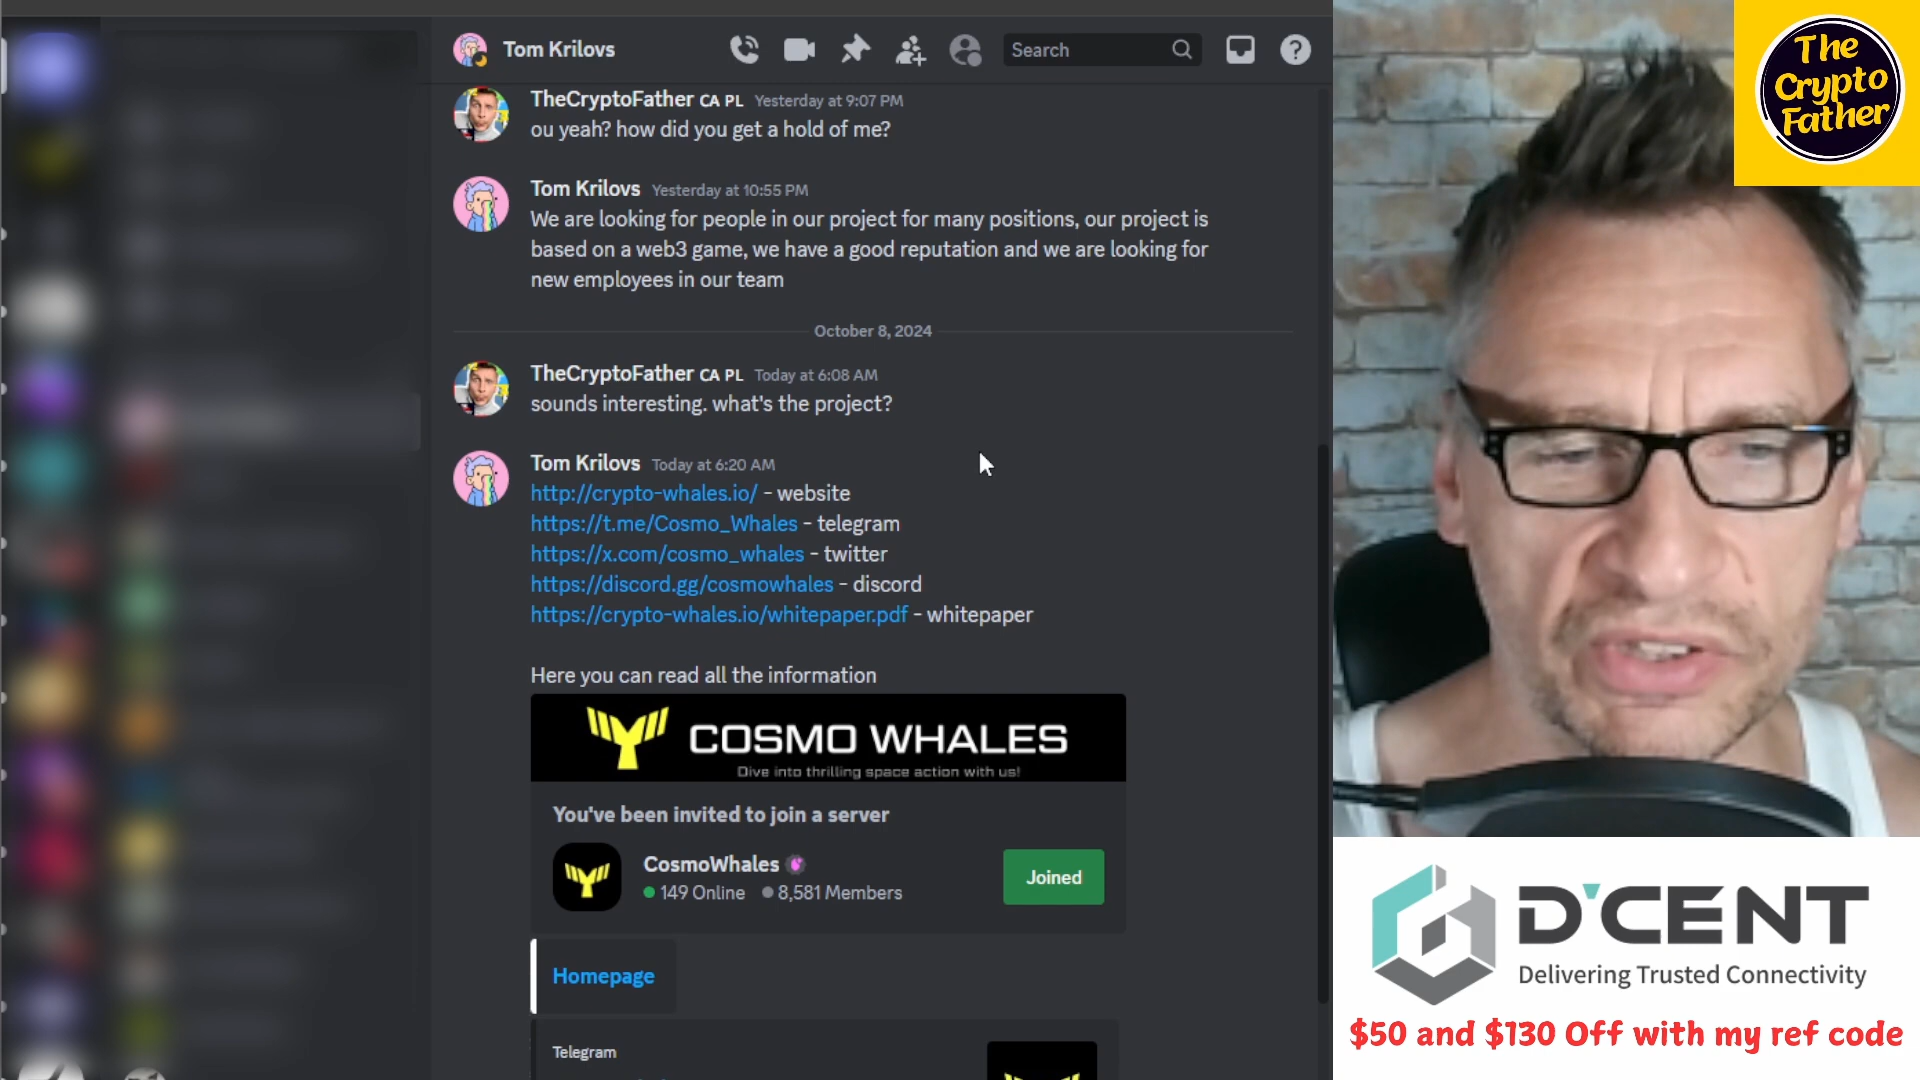 Tom Krilovs
Search
TheCryptoFather CA PL Yesterday at 9:07 PM
ou yeah? how did you get a hold of me?
Tom Krilovs Yesterday at 10:55 PM
We are looking for people in our project for many positions, our project is
based on a web3 game, we have a good reputation and we are looking for
new employees in our team
October 8, 2024
TheCryptoFather CA PL Today at 6:08 AM
sounds interesting. what's the project?
Tom Krilovs Today at 6:20 AM
http://crypto-whales.io/ - website
https://t.me/Cosmo_Whales - telegram
https://x.com/cosmo_whales - twitter
https://discord.gg/cosmowhales - discord
https://crypto-whales.io/whitepaper.pdf - whitepaper
Here you can read all the information
COSMO WHALES
Dive into thrilling space action with us!
You've been invited to join a server
CosmoWhales
149 Online 8,581 Members
Joined
Homepage
Telegram
The
Crypto
Father
D'CENT
Delivering Trusted Connectivity
$50 and $130 Off with my ref code